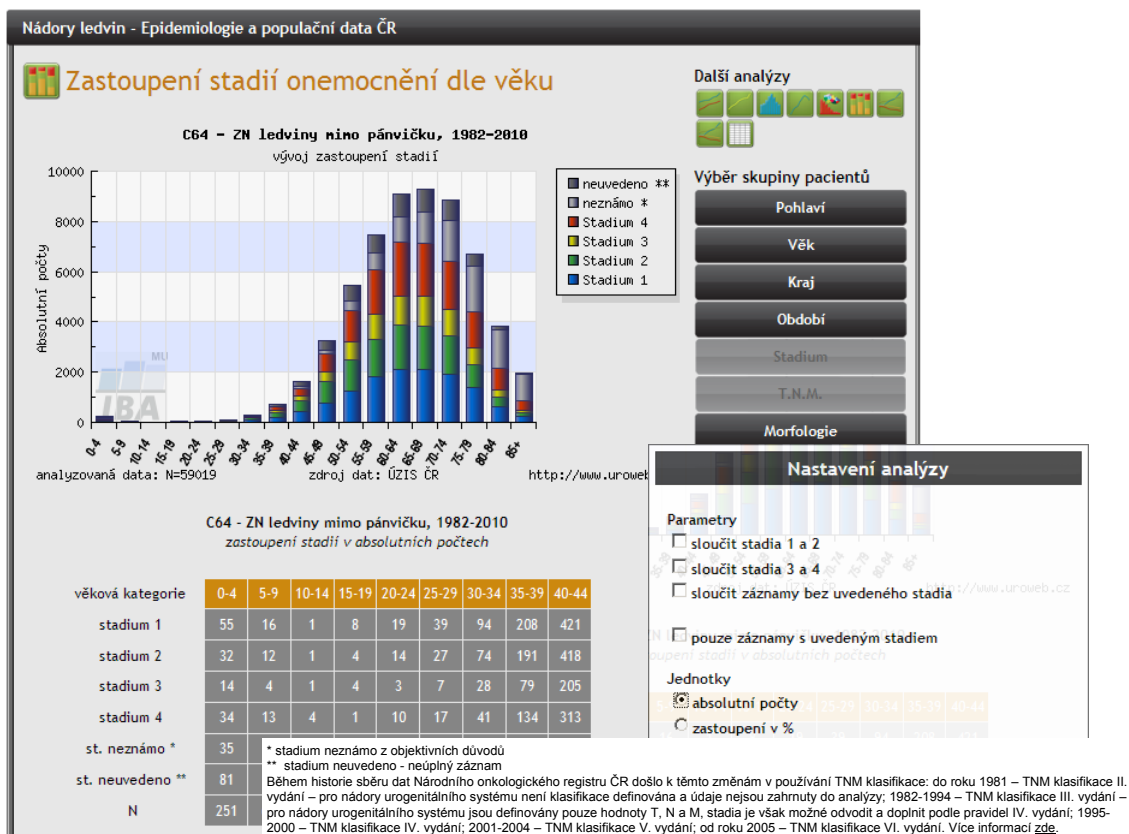 Nádory ledvin - Epidemiologie a populační data ČR
Zastoupení stadií onemocnění dle věku
C64 - ZN ledviny mimo pánvičku, 1982-2010
vývoj zastoupení stadií
10000
8000
6000
4000
2000
0
Absolutní počty
MU
IBA
0-4 5-9 10-14 15-19 20-24 25-29 30-34 35-39 40-44 45-49 50-54 55-59 60-64 65-69 70-74 75-79 80-84 85+
neuvedeno **
neznámo *
Stadium 4
Stadium 3
Stadium 2
Stadium 1
analyzovaná data: N=59019 zdroj dat: ÚZIS ČR http://www.uroweb
Další analýzy
Výběr skupiny pacientů
Pohlaví
Věk
Kraj
Období
Stadium
T.N.M.
Morfologie
C64 - ZN ledviny mimo pánvičku, 1982-2010
zastoupení stadií v absolutních počtech
věková kategorie 0-4 5-9 10-14 15-19 20-24 25-29 30-34 35-39 40-44
stadium 1 55 16 1 8 19 39 94 208 421
stadium 2 32 12 1 4 14 27 74 191 418
stadium 3 14 4 1 4 3 7 28 79 205
stadium 4 34 13 4 1 10 17 41 134 313
st. neznámo * 35
st. neuvedeno ** 81
N 251
Nastavení analýzy
Parametry
sloučit stadia 1 a 2
sloučit stadia 3 a 4
sloučit záznamy bez uvedeného stadia
pouze záznamy s uvedeným stadiem
Jednotky
absolutní počty
zastoupení v %
* stadium neznámo z objektivních důvodů
** stadium neuvedeno - neúplný záznam
Během historie sběru dat Národního onkologického registru ČR došlo k těmto změnám v používání TNM klasifikace: do roku 1981 – TNM klasifikace II.
vydání – pro nádory urogenitálního systému není klasifikace definována a údaje nejsou zahrnuty do analýzy; 1982-1994 – TNM klasifikace III. vydání –
pro nádory urogenitálního systému jsou definovány pouze hodnoty T, N a M, stadia je však možné odvodit a doplnit podle pravidel IV. vydání; 1995-
2000 – TNM klasifikace IV. vydání; 2001-2004 – TNM klasifikace V. vydání; od roku 2005 – TNM klasifikace VI. vydání. Více informací zde.